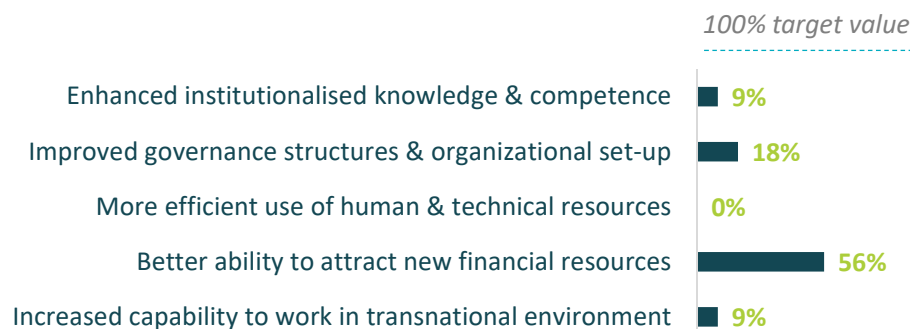 100% target value
Enhanced institutionalised knowledge & competence 9%
Improved governance structures & organizational set-up 18%
More efficient use of human & technical resources 0%
Better ability to attract new financial resources 56%
Increased capability to work in transnational environment 9%